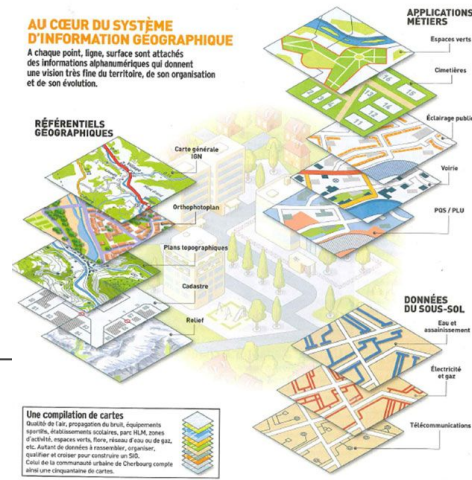 AU CŒUR DU SYSTÈME
D'INFORMATION GÉOGRAPHIQUE
A chaque point, ligne, surface sont attachés
des informations alphanumériques qui donnent
une vision très fine du territoire, de son organisation
et de son évolution.
RÉFÉRENTIELS
GÉOGRAPHIQUES
Carte générale
IGN
Orthophotoplan
Plans topographiques
Cadastre
Relief
APPLICATIONS
MÉTIERS
Espaces verts
Cimetières
Éclairage public
Voirie
POS / PLU
DONNÉES
DU SOUS-SOL
Eau et
assainissement
Électricité
et gaz
Télécommunications
Une compilation de cartes
Qualité de l'air, propagation du bruit, équipements
sportifs, établissements scolaires, parc HLM, zones
d'activité, espaces verts, flore, réseau d'eau ou de gaz,
etc. Autant de données à rassembler, organiser,
qualifier et croiser pour construire un SIG.
Celui de la communauté urbaine de Cherbourg compte
ainsi une cinquantaine de cartes.